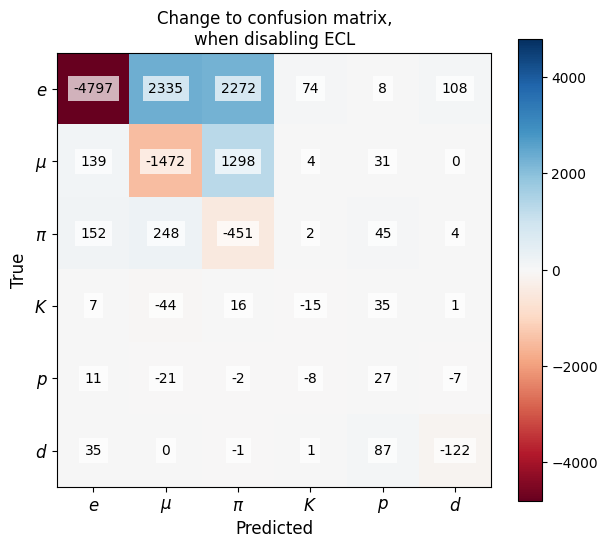 Change to confusion matrix,
when disabling ECL
e -4797 2335 2272 74 8 108
μ 139 -1472 1298 4 31 0
π 152 248 -451 2 45 4
K 7 -44 16 -15 35 1
p 11 -21 -2 -8 27 -7
d 35 0 -1 1 87 -122
e μ π K p d
Predicted
True
4000
2000
0
−2000
−4000